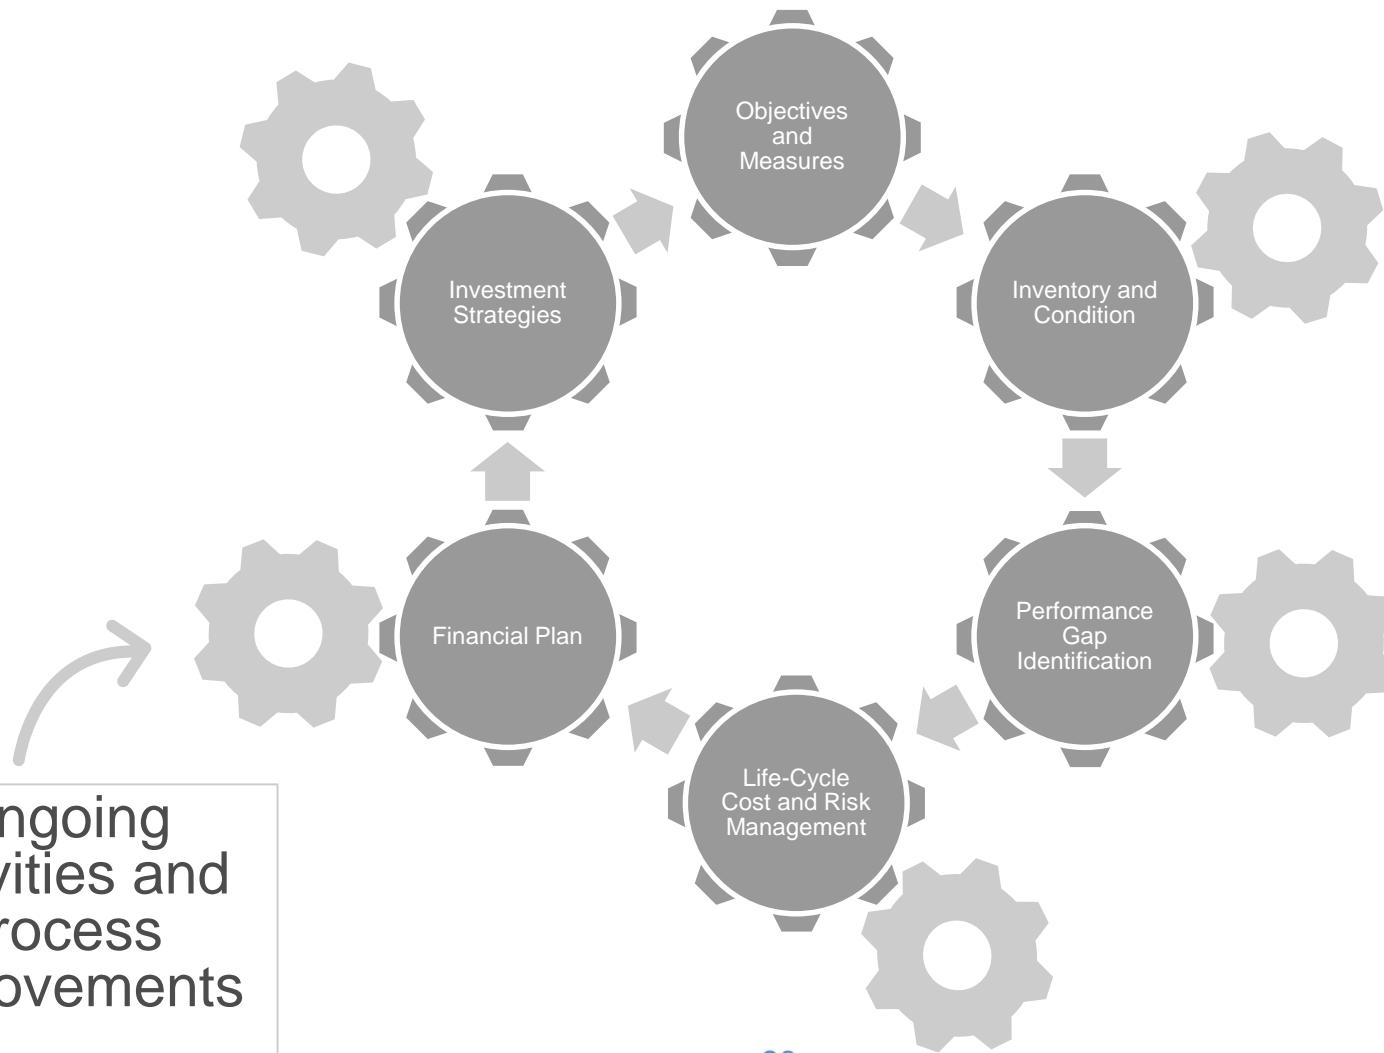 Objectives
and
Measures
Inventory and
Condition
Performance
Gap
Identification
Life-Cycle
Cost and Risk
Management
Financial Plan
Investment
Strategies
ngoing
vities and
rocess
ovements